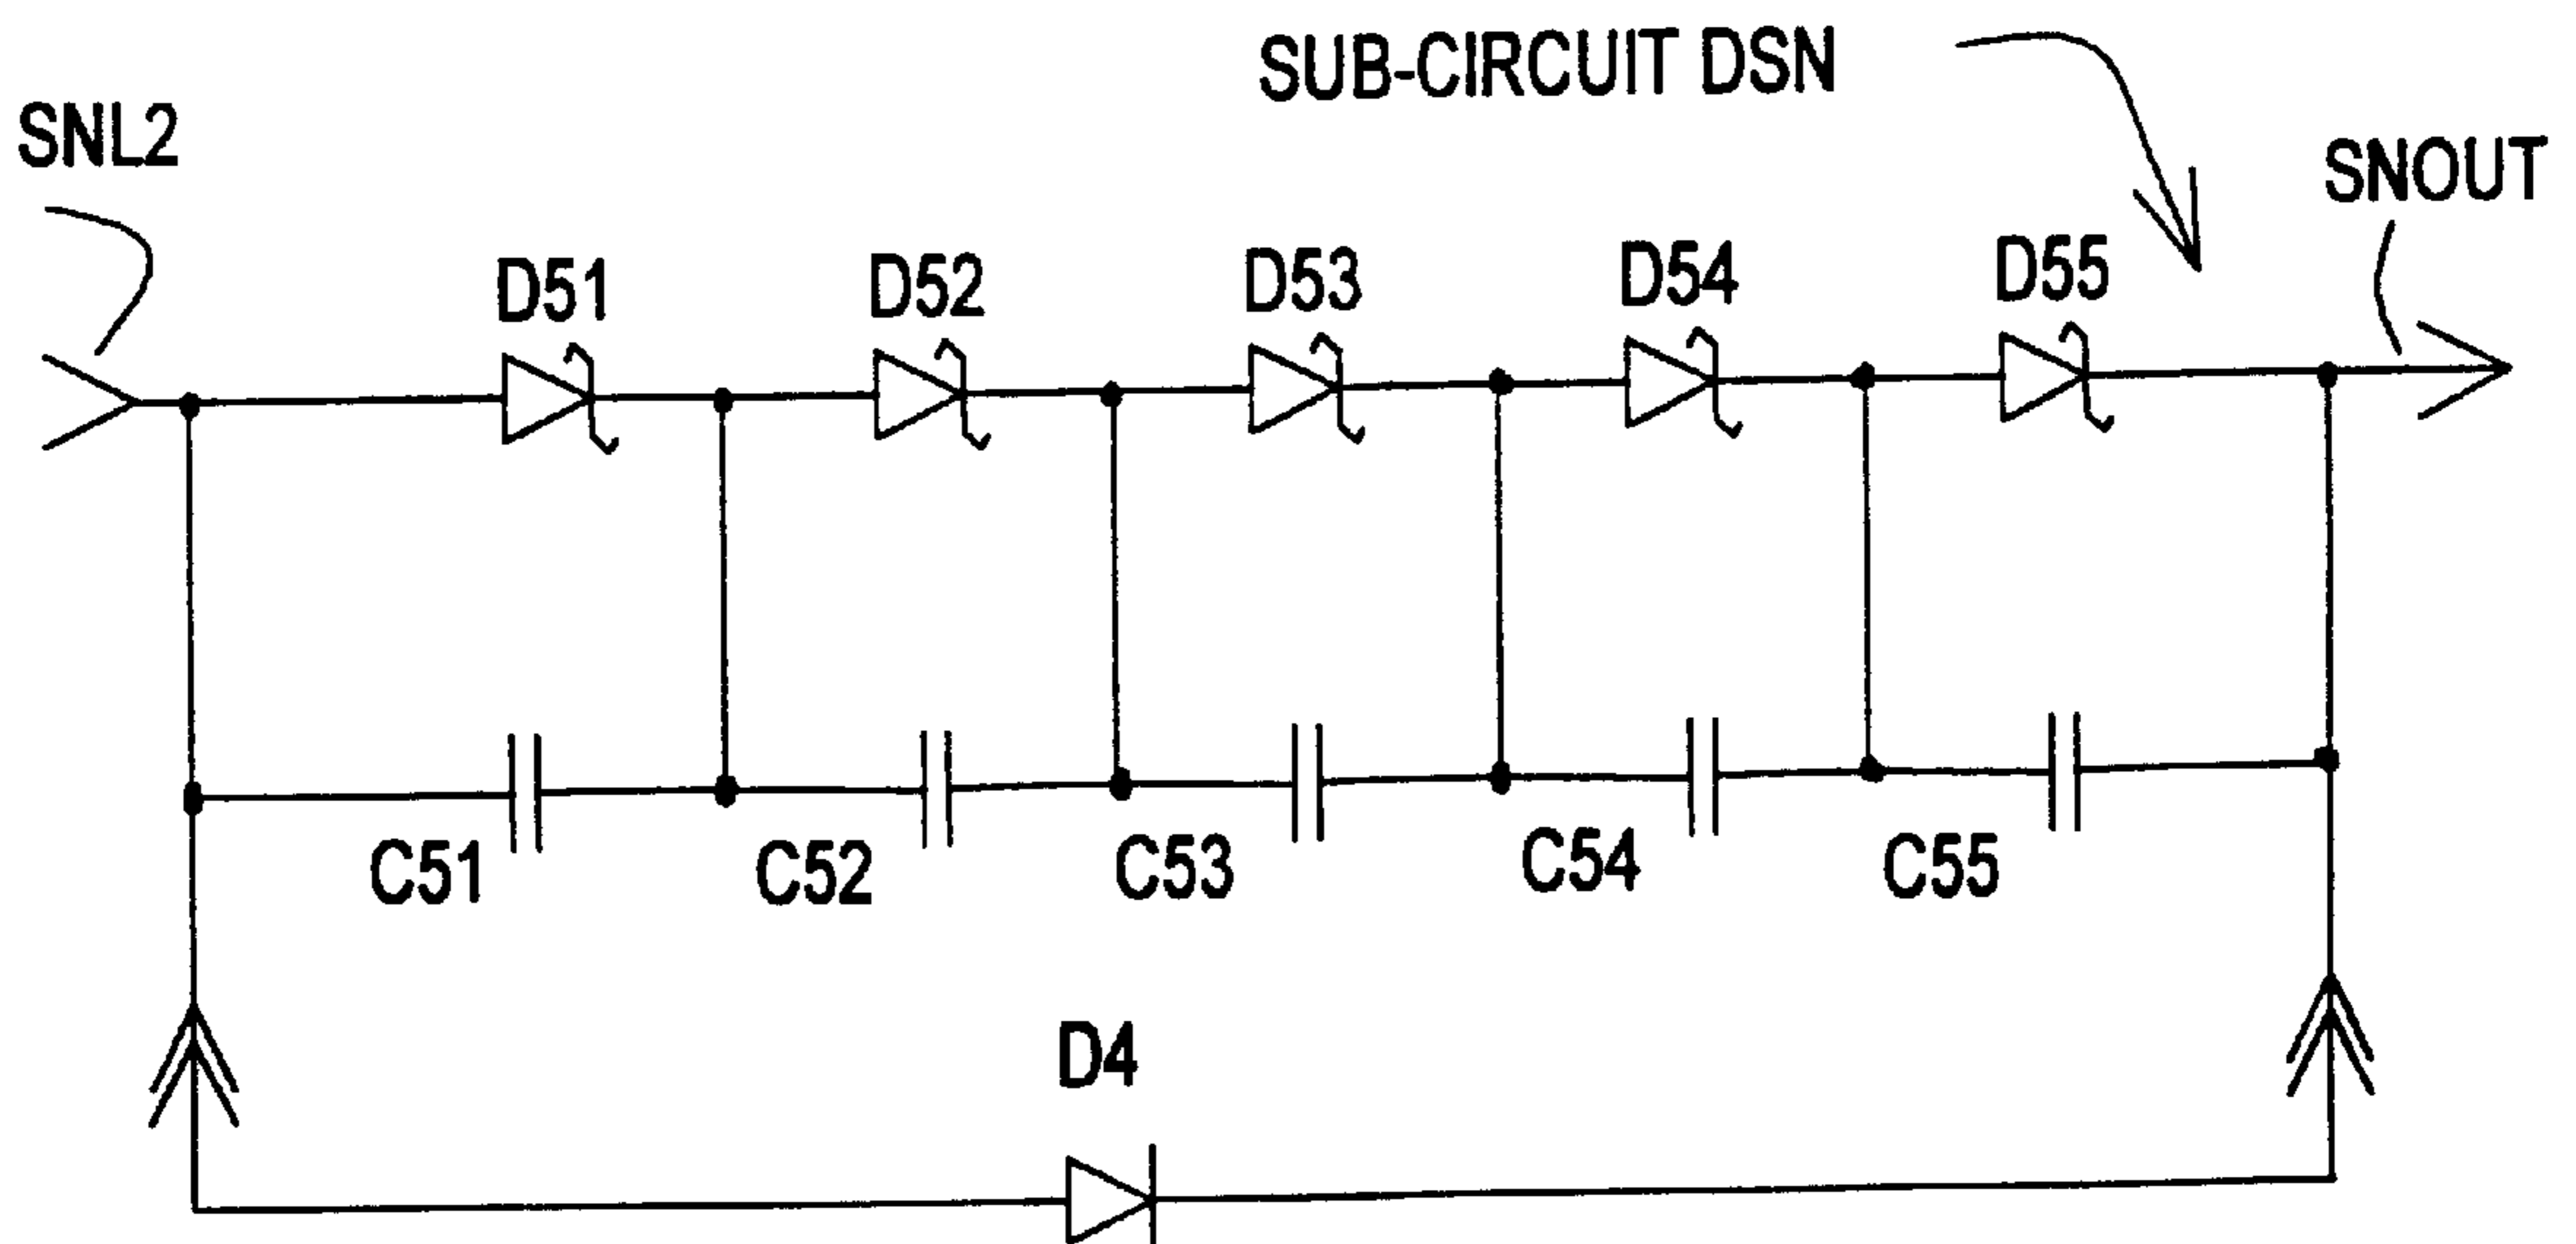 SUB-CIRCUIT DSN
SNL2
SNOUT
D51
D52
D53
D54
D55
C51
C52
C53
C54
C55
D4